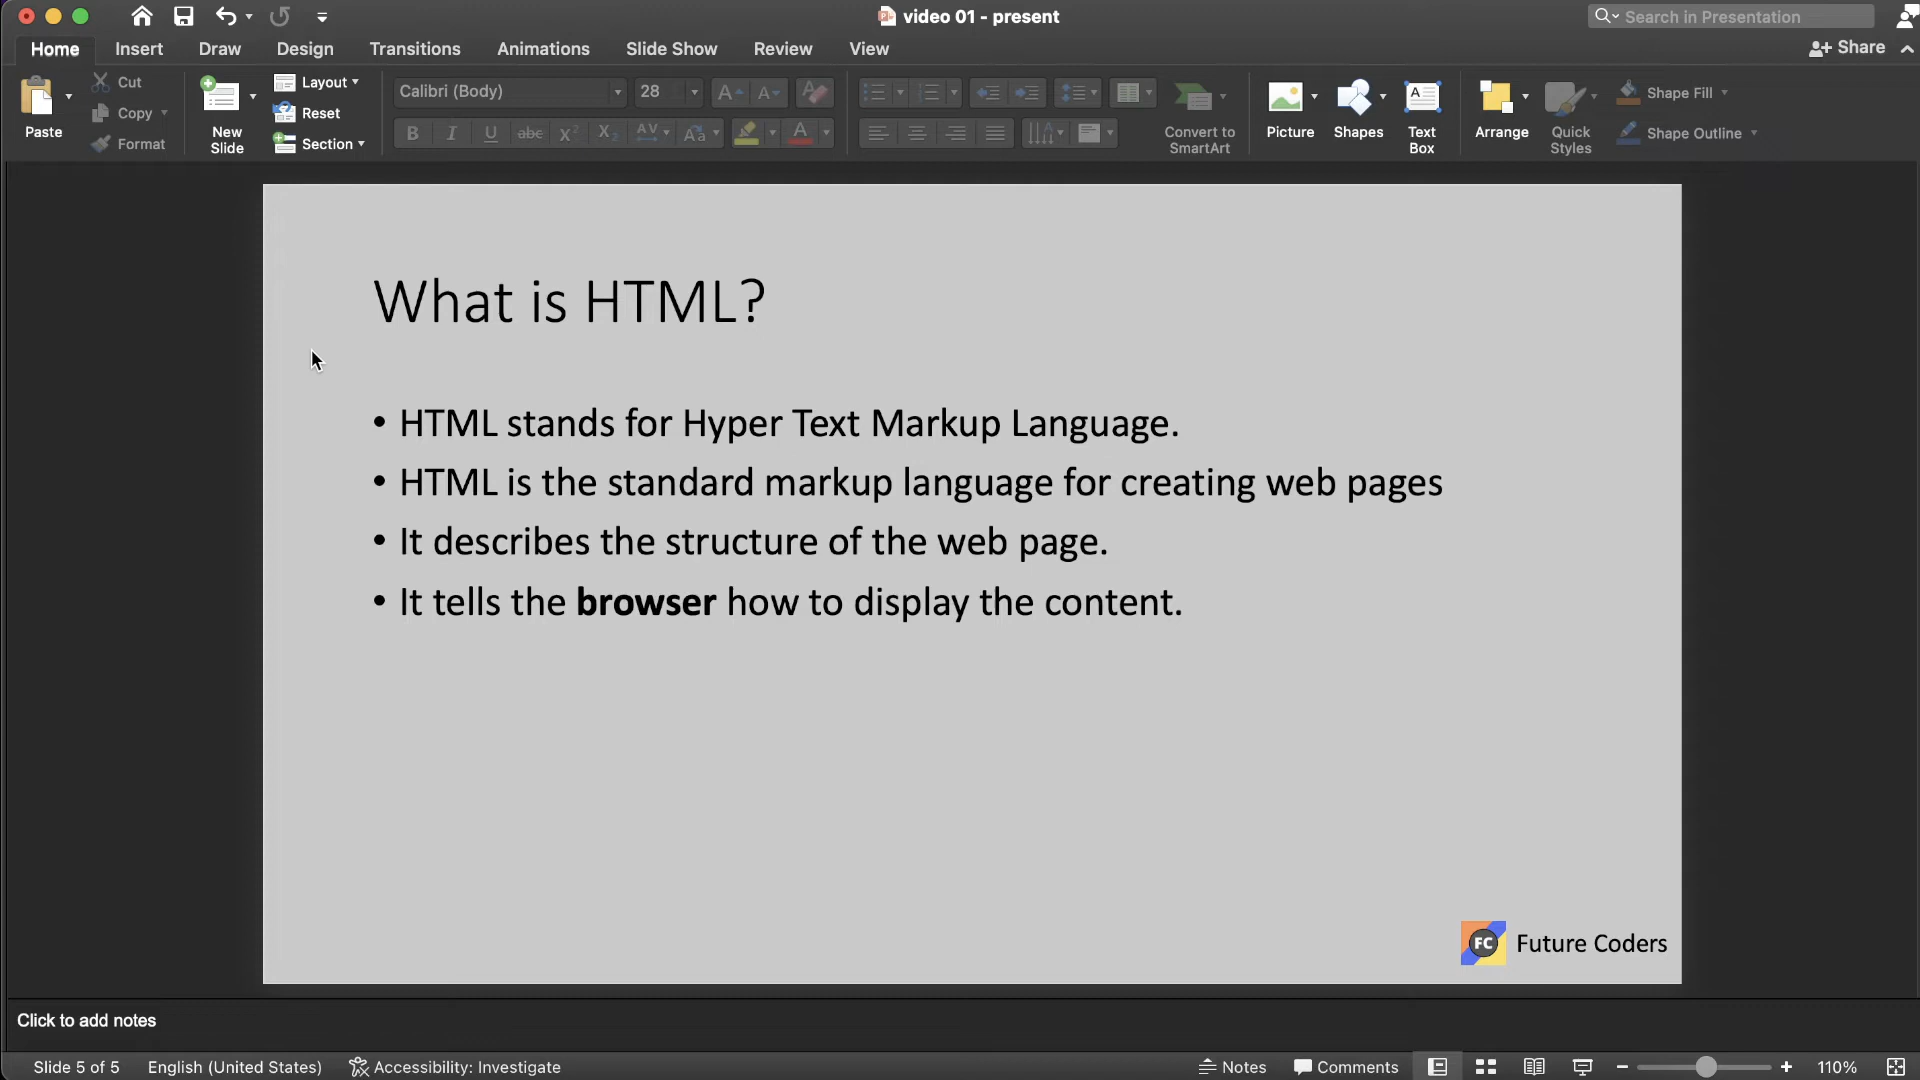 video 01 - present
Search in Presentation
Home Insert Draw Design Transitions Animations Slide Show Review View Share
Paste
Cut
Copy
Format
New Slide
Layout
Reset
Section
Calibri (Body) 28
Convert to SmartArt
Picture
Shapes
Text Box
Arrange
Quick Styles
Shape Fill
Shape Outline
What is HTML?
• HTML stands for Hyper Text Markup Language.
• HTML is the standard markup language for creating web pages
• It describes the structure of the web page.
• It tells the browser how to display the content.
FC Future Coders
Click to add notes
Slide 5 of 5 English (United States) Accessibility: Investigate Notes Comments 110%